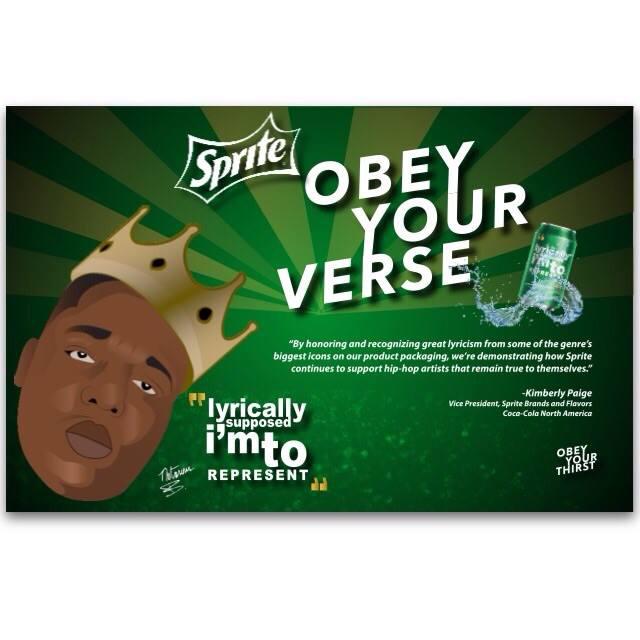 Sprite
OBEY
YOUR
VERSE
"lyrically
i'm to
"By honoring and recognizing great lyricism from some of the genre's
biggest icons on our product packaging, we're demonstrating how Sprite
continues to support hip-hop artists that remain true to themselves."
-Kimberly Paige
Vice President, Sprite Brands and Flavors
Coca-Cola North America
"lyrically
supposed
i'm to
REPRESENT"
OBEY
YOUR
THIRST